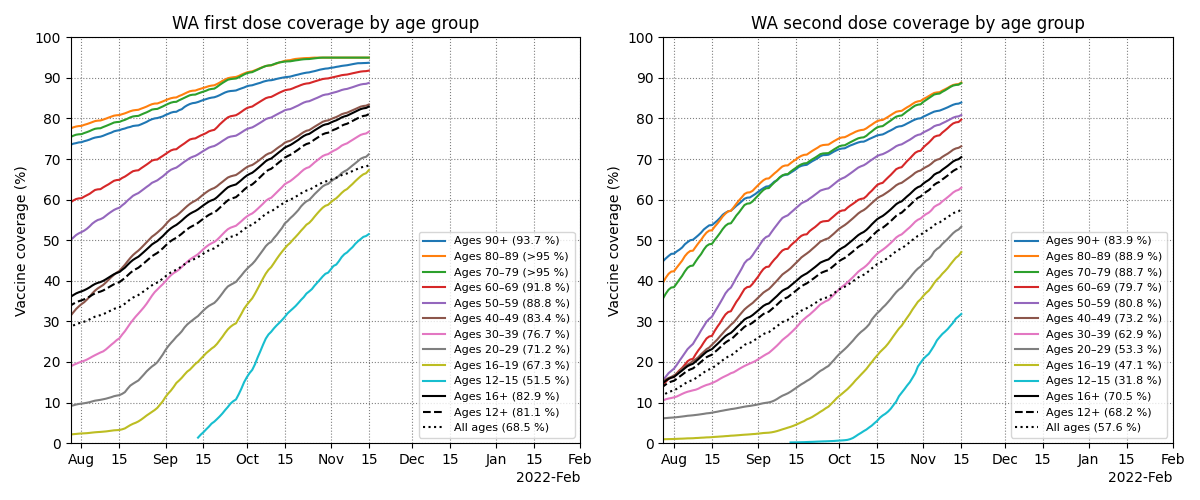 WA first dose coverage by age group
Vaccine coverage (%)
100
90
80
70
60
50
40
30
20
10
0
Aug 15 Sep 15 Oct 15 Nov 15 Dec 15 Jan 15 Feb
2022-Feb
Ages 90+ (93.7 %)
Ages 80–89 (>95 %)
Ages 70–79 (>95 %)
Ages 60–69 (91.8 %)
Ages 50–59 (88.8 %)
Ages 40–49 (83.4 %)
Ages 30–39 (76.7 %)
Ages 20–29 (71.2 %)
Ages 16–19 (67.3 %)
Ages 12–15 (51.5 %)
Ages 16+ (82.9 %)
Ages 12+ (81.1 %)
All ages (68.5 %)
WA second dose coverage by age group
Vaccine coverage (%)
100
90
80
70
60
50
40
30
20
10
0
Aug 15 Sep 15 Oct 15 Nov 15 Dec 15 Jan 15 Feb
2022-Feb
Ages 90+ (83.9 %)
Ages 80–89 (88.9 %)
Ages 70–79 (88.7 %)
Ages 60–69 (79.7 %)
Ages 50–59 (80.8 %)
Ages 40–49 (73.2 %)
Ages 30–39 (62.9 %)
Ages 20–29 (53.3 %)
Ages 16–19 (47.1 %)
Ages 12–15 (31.8 %)
Ages 16+ (70.5 %)
Ages 12+ (68.2 %)
All ages (57.6 %)